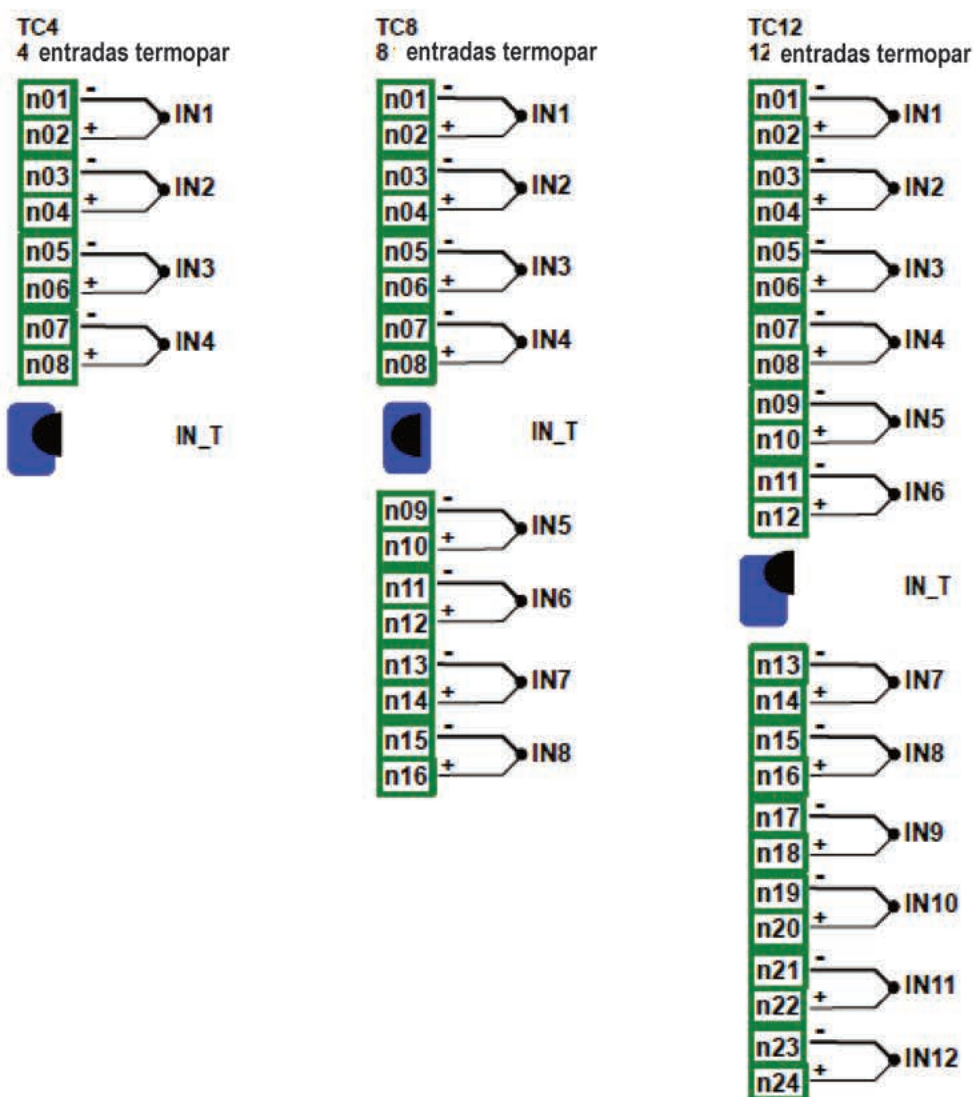 TC4
4 entradas termopar
n01 - IN1
n02 +
n03 - IN2
n04 +
n05 - IN3
n06 +
n07 - IN4
n08 +
IN_T
TC8
8 entradas termopar
n01 - IN1
n02 +
n03 - IN2
n04 +
n05 - IN3
n06 +
n07 - IN4
n08 +
IN_T
n09 - IN5
n10 +
n11 - IN6
n12 +
n13 - IN7
n14 +
n15 - IN8
n16 +
TC12
12 entradas termopar
n01 - IN1
n02 +
n03 - IN2
n04 +
n05 - IN3
n06 +
n07 - IN4
n08 +
n09 - IN5
n10 +
n11 - IN6
n12 +
IN_T
n13 - IN7
n14 +
n15 - IN8
n16 +
n17 - IN9
n18 +
n19 - IN10
n20 +
n21 - IN11
n22 +
n23 - IN12
n24 +